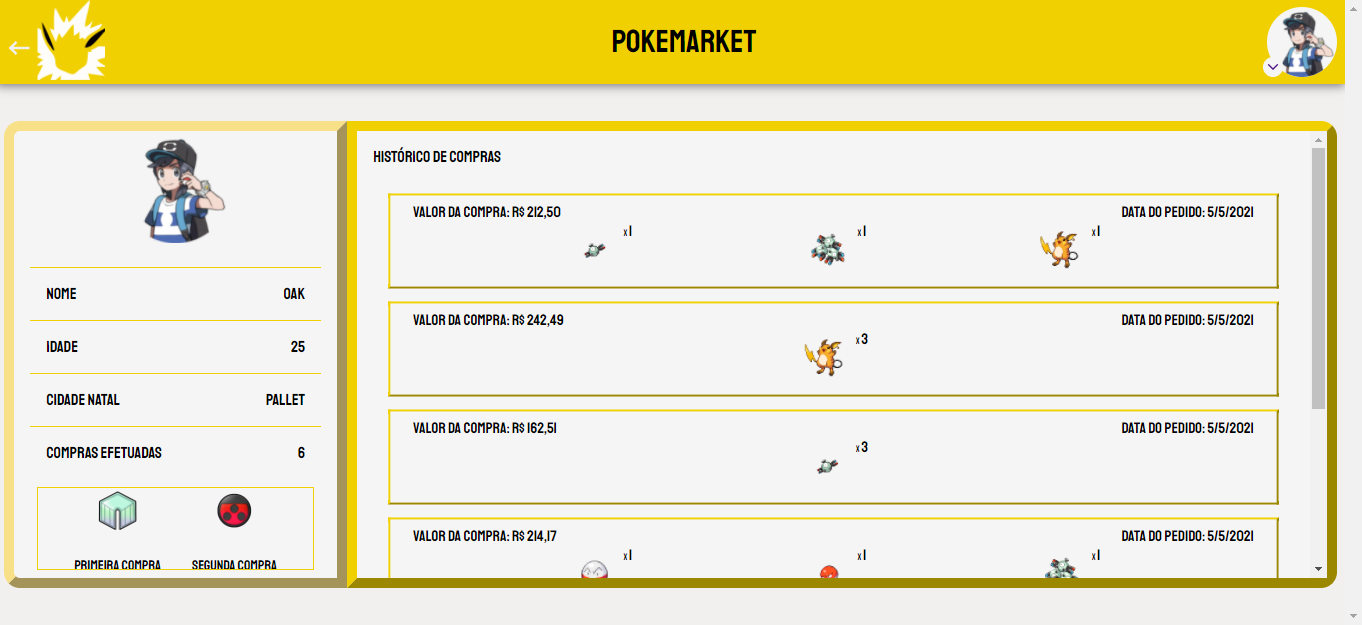 POKEMARKET
NOME OAK
IDADE 25
CIDADE NATAL PALLET
COMPRAS EFETUADAS 6
PRIMEIRA COMPRA SEGUNDA COMPRA
HISTÓRICO DE COMPRAS
VALOR DA COMPRA: R$ 212,50 DATA DO PEDIDO: 5/5/2021
x1 x1 x1
VALOR DA COMPRA: R$ 242,49 DATA DO PEDIDO: 5/5/2021
x3
VALOR DA COMPRA: R$ 162,51 DATA DO PEDIDO: 5/5/2021
x3
VALOR DA COMPRA: R$ 214,17 DATA DO PEDIDO: 5/5/2021
x1 x1 x1